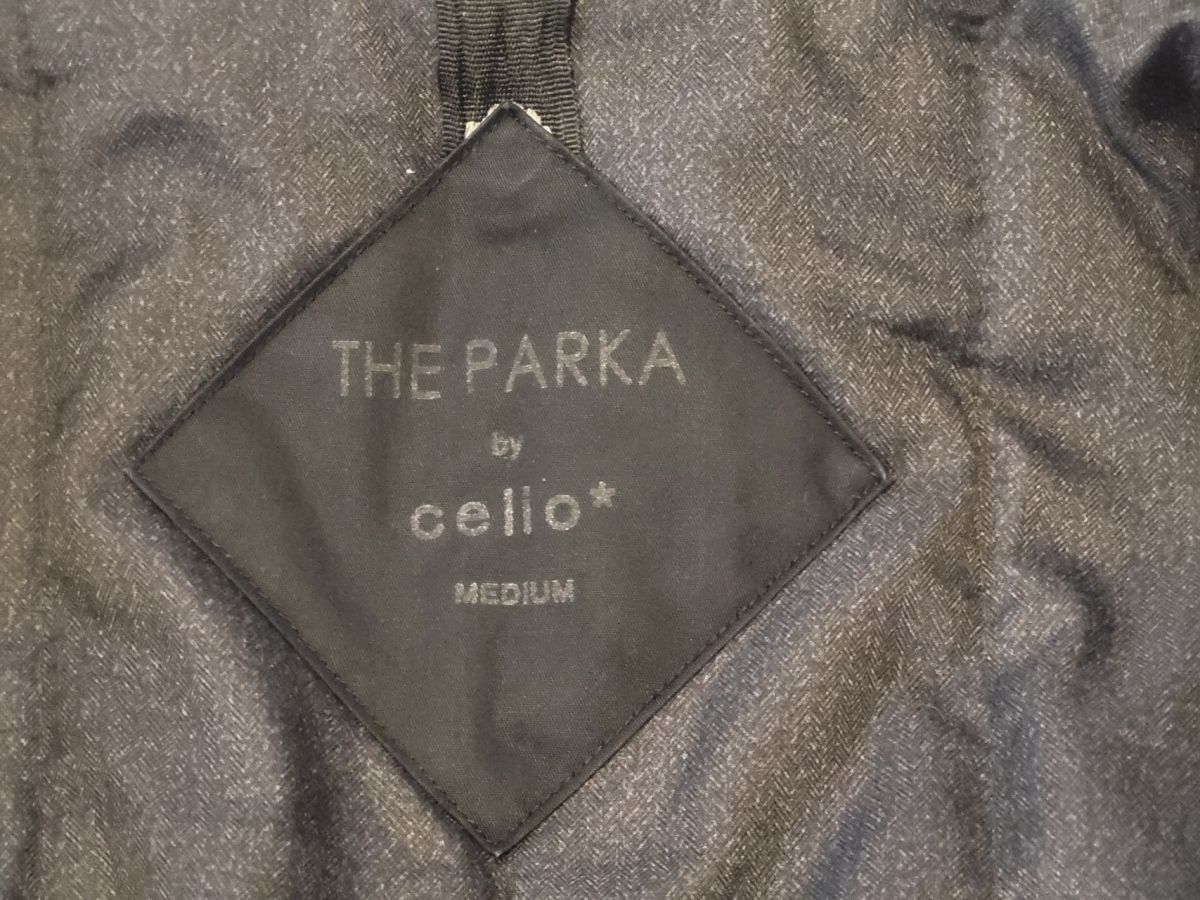 THE PARKA
by
celio*
MEDIUM